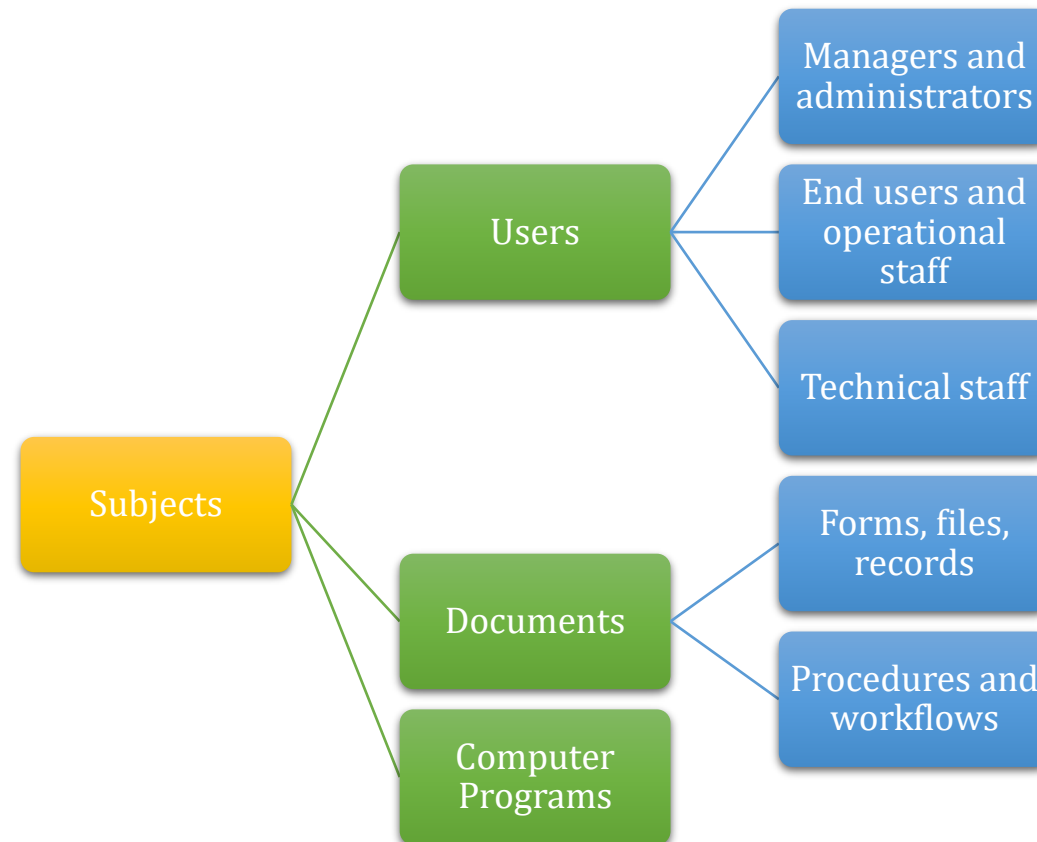 Subjects
Users
Managers and
administrators
End users and
operational
staff
Technical staff
Documents
Forms, files,
records
Procedures and
workflows
Computer
Programs